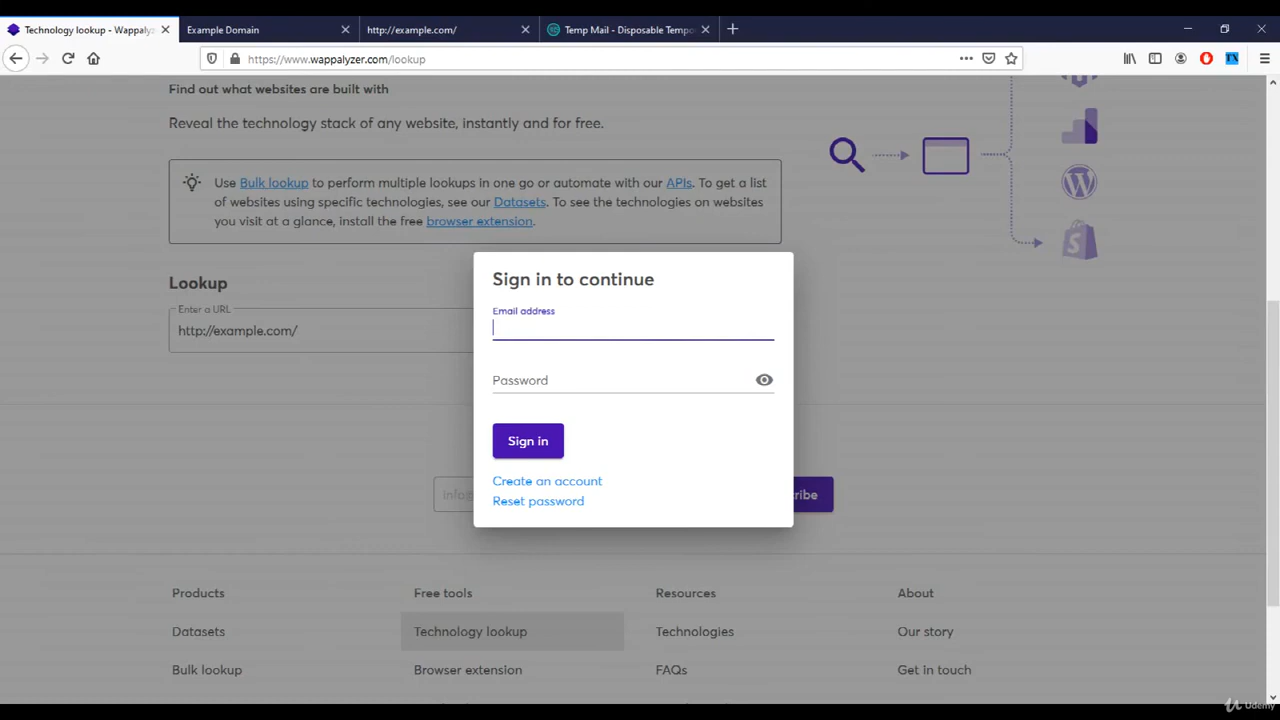 Technology lookup - Wappalyze
Example Domain
http://example.com/
Temp Mail - Disposable Tempo
https://www.wappalyzer.com/lookup
TX
Find out what websites are built with
Reveal the technology stack of any website, instantly and for free.
Use Bulk lookup to perform multiple lookups in one go or automate with our APIs. To get a list
of websites using specific technologies, see our Datasets. To see the technologies on websites
you visit at a glance, install the free browser extension.
Lookup
Enter a URL
http://example.com/
Sign in to continue
Email address
Password
Sign in
Create an account
Reset password
info@
cribe
Products
Free tools
Resources
About
Datasets
Technology lookup
Technologies
Our story
Bulk lookup
Browser extension
FAQs
Get in touch
Udemy